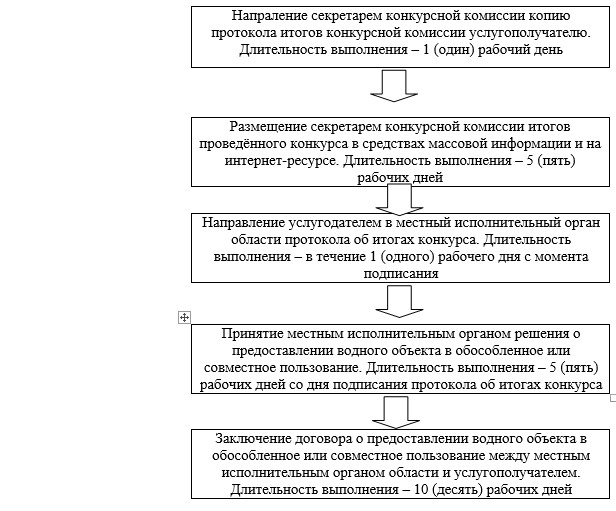 Напраление секретарем конкурсной комиссии копию
протокола итогов конкурсной комиссии услугополучателю.
Длительность выполнения – 1 (один) рабочий день
Размещение секретарем конкурсной комиссии итогов
проведённого конкурса в средствах массовой информации и на
интернет-ресурсе. Длительность выполнения – 5 (пять)
рабочих дней
Направление услугодателем в местный исполнительный орган
области протокола об итогах конкурса. Длительность
выполнения – в течение 1 (одного) рабочего дня с момента
подписания
Принятие местным исполнительным органом решения о
предоставлении водного объекта в обособленное или
совместное пользование. Длительность выполнения – 5 (пять)
рабочих дней со дня подписания протокола об итогах конкурса
Заключение договора о предоставлении водного объекта в
обособленное или совместное пользование между местным
исполнительным органом области и услугополучателем.
Длительность выполнения – 10 (десять) рабочих дней